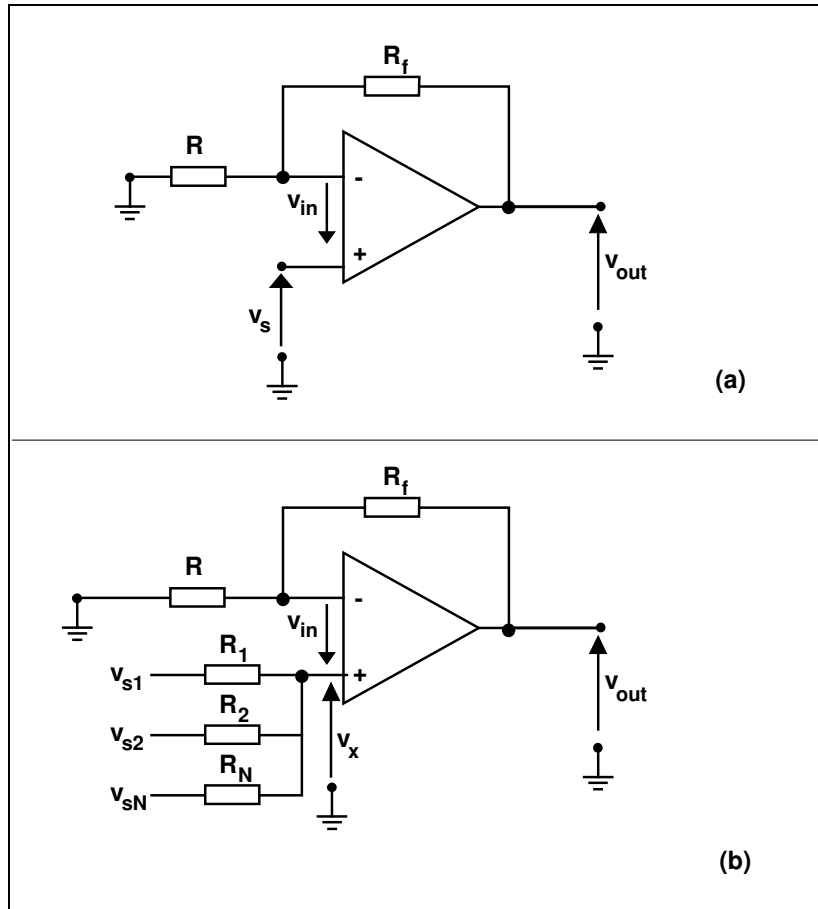 R_f
R
-
v_in
+
v_s
v_out
(a)
R_f
R
-
v_in
R_1
v_s1
+
R_2
v_s2
v_x
v_out
R_N
v_sN
(b)